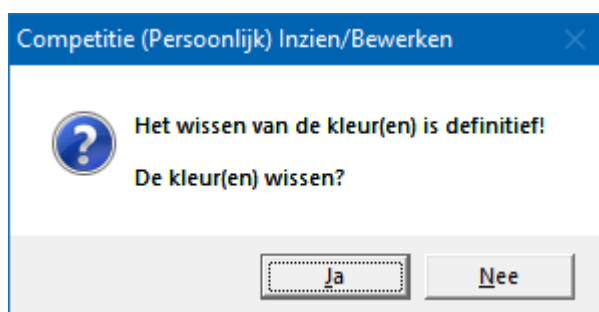 Competitie (Persoonlijk) Inzien/Bewerken
Het wissen van de kleur(en) is definitief!
De kleur(en) wissen?
Ja
Nee